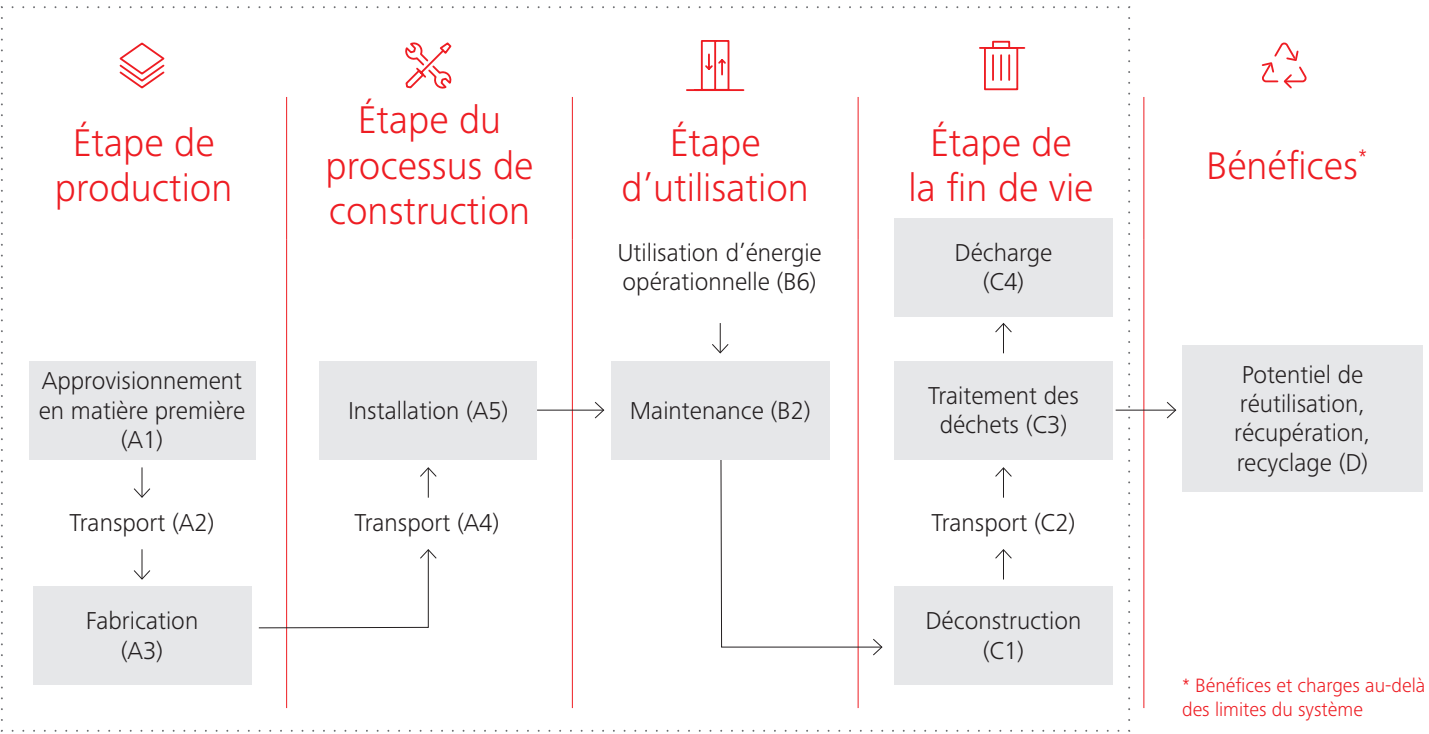 Étape de
production
Approvisionnement
en matière première
(A1)
Transport (A2)
Fabrication
(A3)
Étape du
processus de
construction
Installation (A5)
Transport (A4)
Étape
d’utilisation
Utilisation d’énergie
opérationnelle (B6)
Maintenance (B2)
Étape de
la fin de vie
Décharge
(C4)
Traitement des
déchets (C3)
Transport (C2)
Déconstruction
(C1)
Bénéfices*
Potentiel de
réutilisation,
récupération,
recyclage (D)
* Bénéfices et charges au-delà
des limites du système